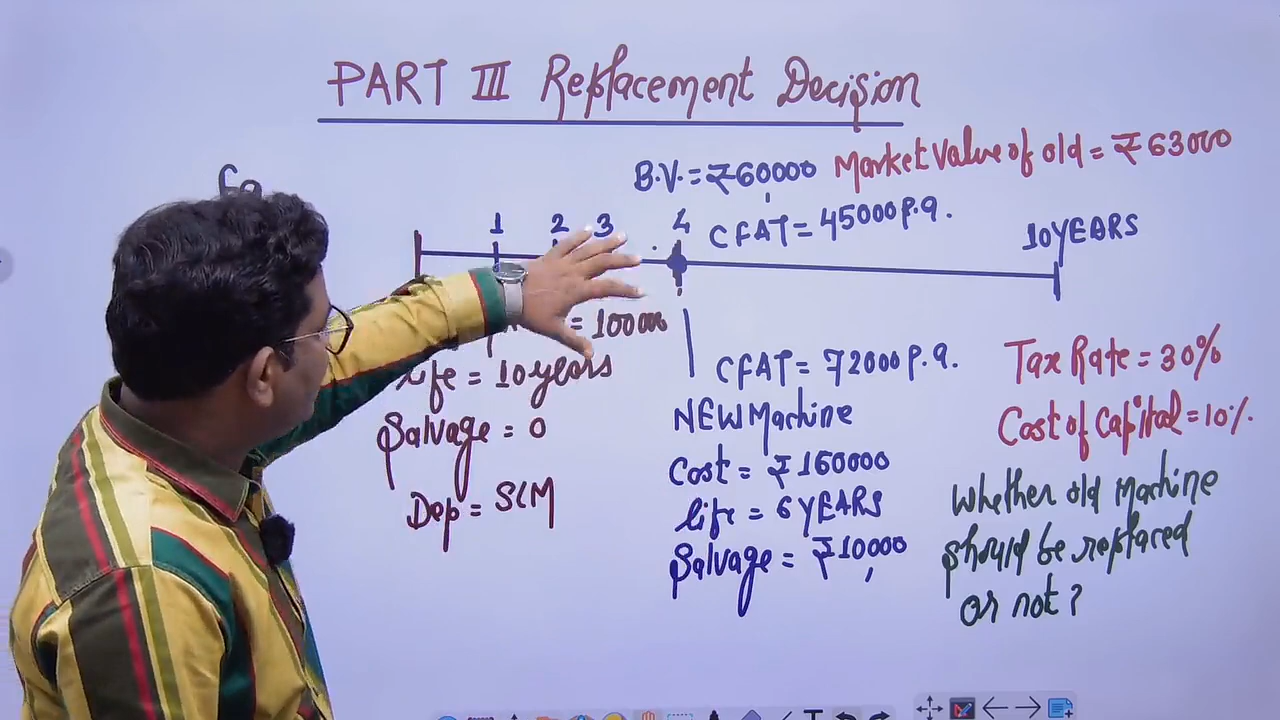 PART III Replacement Decision
B.V. = ₹60000 Market Value of old = ₹63000
1 2 3 4 CFAT = 45000 p.a. 10 YEARS
= 100000
life = 10 years
Salvage = 0
Dep = SLM
CFAT = 72000 p.a.
NEW Machine
Cost = ₹160000
life = 6 YEARS
Salvage = ₹10000
Tax Rate = 30%
Cost of Capital = 10%.
Whether old Machine
should be replaced
or not?